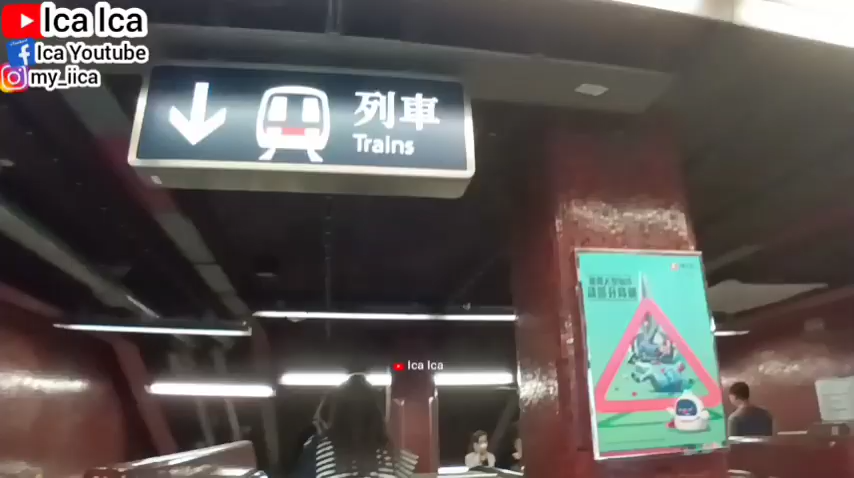 Ica Ica
Ica Youtube
my_iica
列車
Trains
Ica Ica